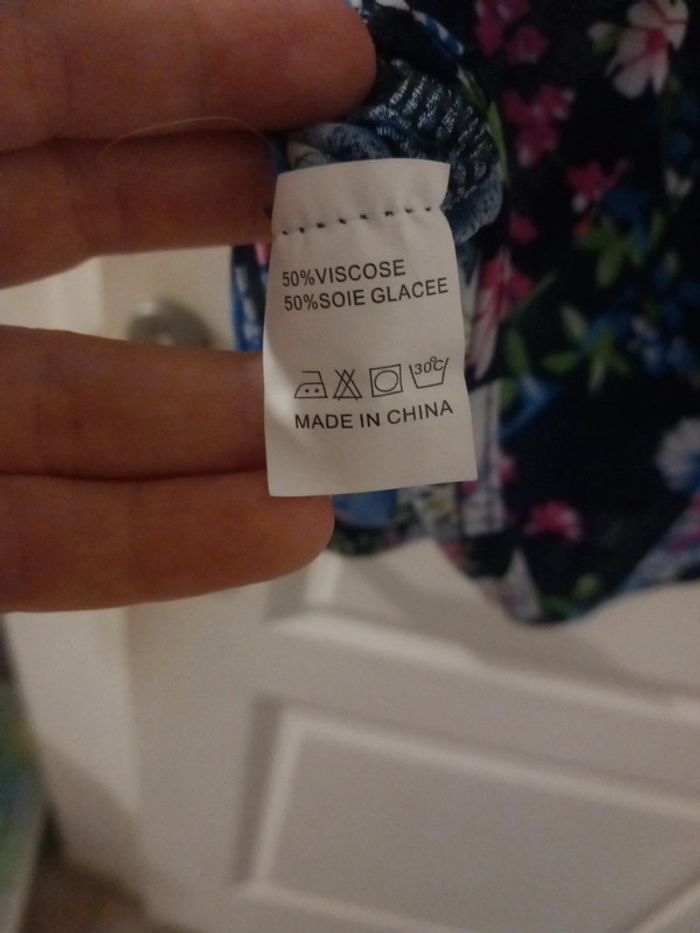 50%VISCOSE
50%SOIE GLACEE
30℃
MADE IN CHINA